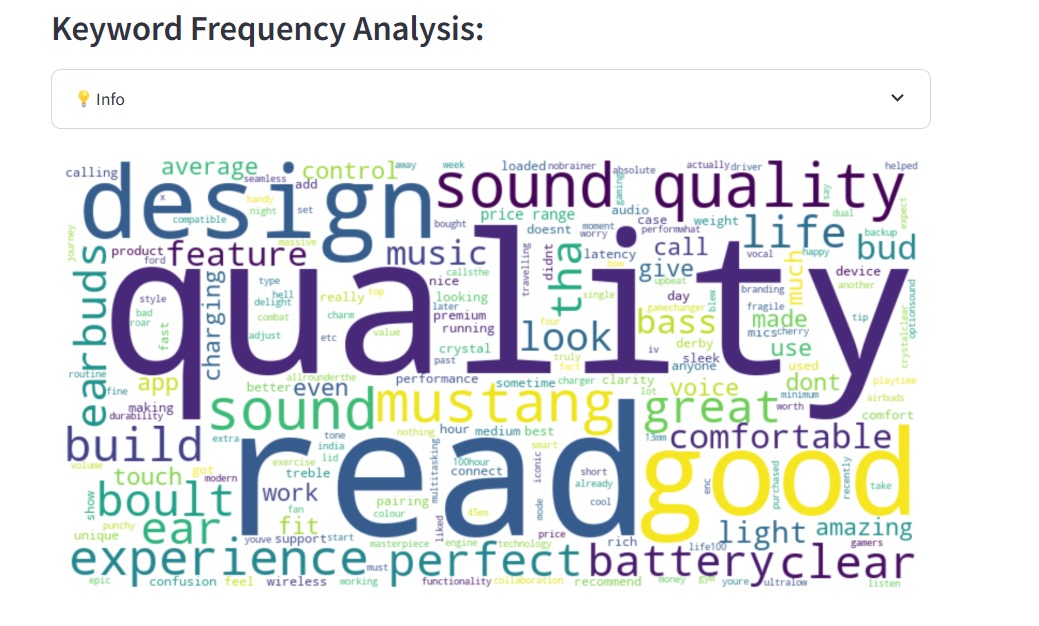 Keyword Frequency Analysis:
💡 Info
calling average control away week loaded nobrainer absolute actually driver helped
seamless add gaming say expect
design sound quality
x handy night set compatible bought price range audio case weight dual
journey massive doesnt moment worry performwhat life backup
product feature music latency call vocal happy bud
ford earbuds charging type nice callsthe travelling didnt tha give upbeat much device another
style hell delight really top looking later single bow day branding optionsound
quality
bad roar fast combat charm premium look gamechanger blew fragile made tip
adjust etc value running four bass derby mics cherry crystalclear
crystal truly fact iv sleek use
routine past anyone used
fine app better allrounderthe even performance sometime charger clarity lot voice dont playtime
making durability sound mustang great minimum worth airbuds comfort
build extra tone nothing hour medium best 13mm comfortable
volume india lid exercise multitasking smart iconic
touch got modern treble 100hour connect short already recently
read good
show boult work pairing colour 45ms mode cool enc purchased take
punchy fan liked price
unique ear fit engine technology rich light amazing
youve support start masterpiece life100 gamers
experience must perfect battery clear
epic confusion feel wireless working functionality collaboration recommend money gym youre ultralow listen